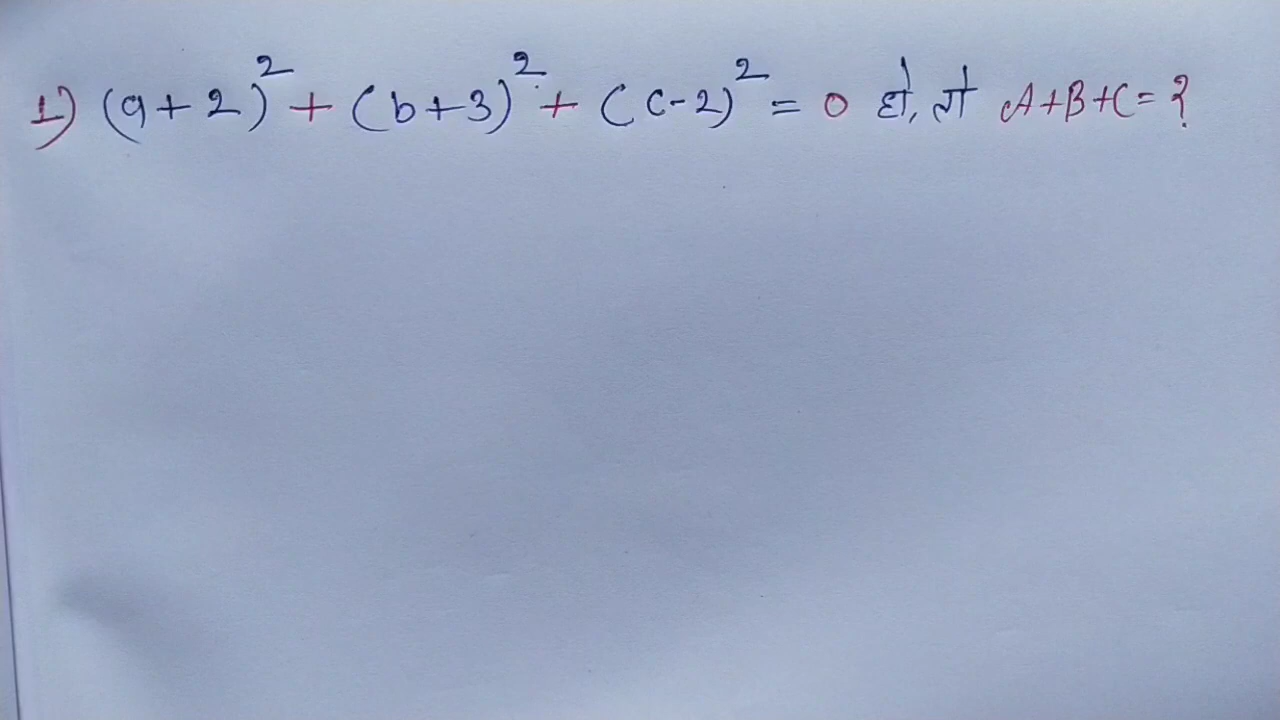 1) (a+2)² + (b+3)² + (c-2)² = 0 हो, तो A+B+C = ?